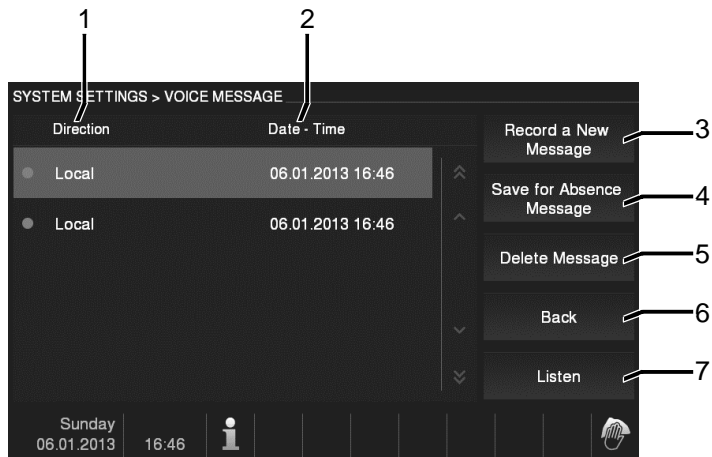 1 2
SYSTEM SETTINGS > VOICE MESSAGE
Direction Date - Time
Local 06.01.2013 16:46
Local 06.01.2013 16:46
Record a New
Message
3
Save for Absence
Message
4
Delete Message 5
Back 6
Listen 7
Sunday
06.01.2013 16:46